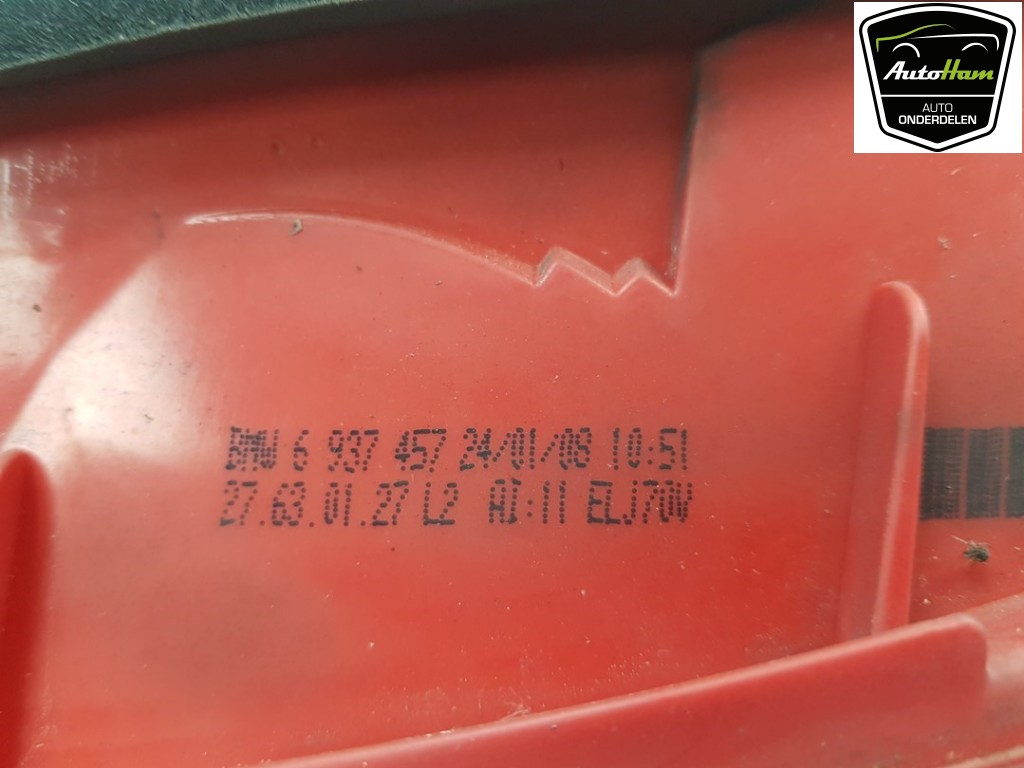 AutoHam
AUTO
ONDERDELEN
BMW 6 937 457 24/01/08 10:51
27.63.01.27 L2 AI:11 ELJ70V